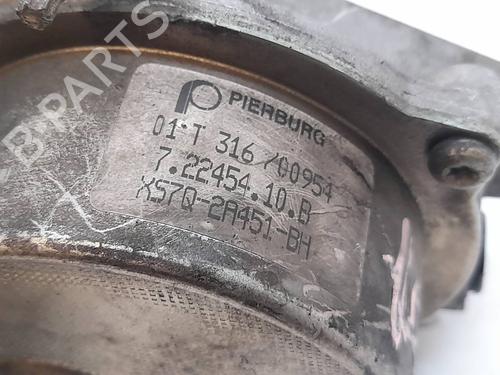 B-PARTS
PIERBURG
01 T 316 /00954
7.22454.10.B
XS7Q-2A451-BH